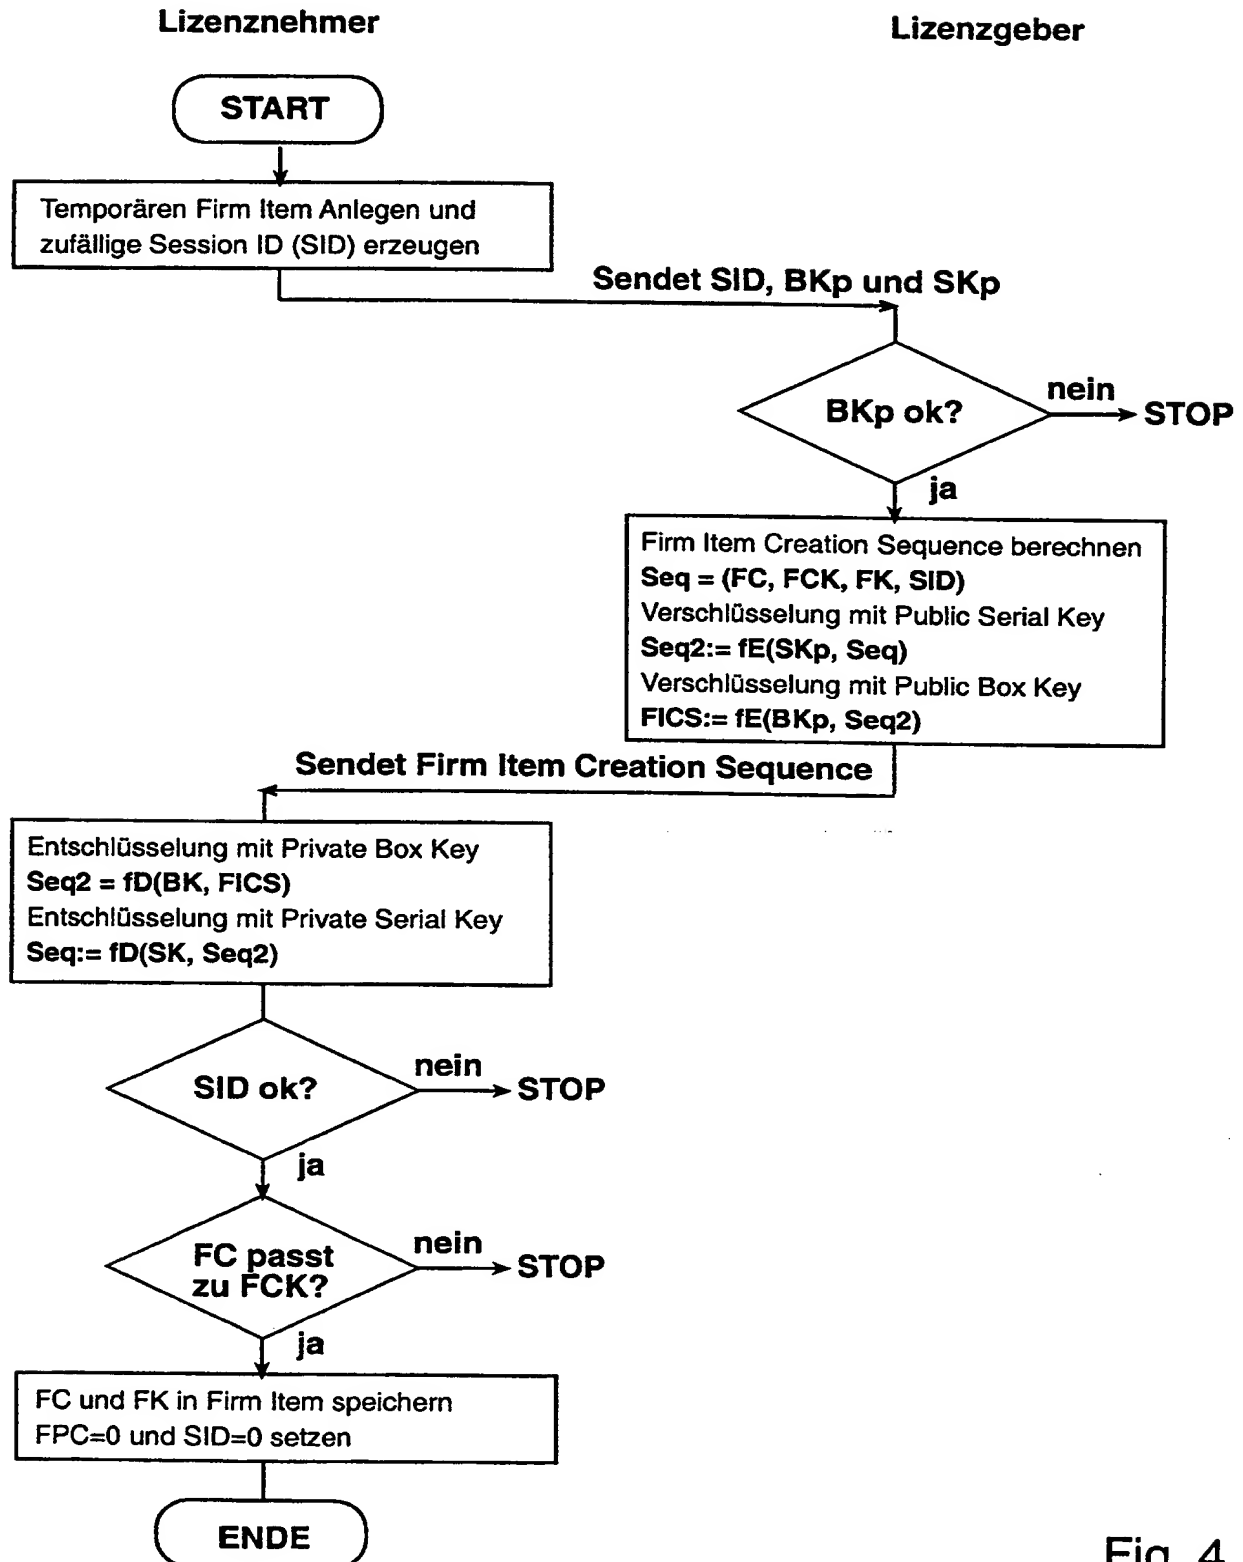 Lizenznehmer
Lizenzgeber
START
Temporären Firm Item Anlegen und
zufällige Session ID (SID) erzeugen
Sendet SID, BKp und SKp
BKp ok?
nein
STOP
ja
Firm Item Creation Sequence berechnen
Seq = (FC, FCK, FK, SID)
Verschlüsselung mit Public Serial Key
Seq2:= fE(SKp, Seq)
Verschlüsselung mit Public Box Key
FICS:= fE(BKp, Seq2)
Sendet Firm Item Creation Sequence
Entschlüsselung mit Private Box Key
Seq2 = fD(BK, FICS)
Entschlüsselung mit Private Serial Key
Seq:= fD(SK, Seq2)
SID ok?
nein
STOP
ja
FC passt
zu FCK?
nein
STOP
ja
FC und FK in Firm Item speichern
FPC=0 und SID=0 setzen
ENDE
Fig. 4